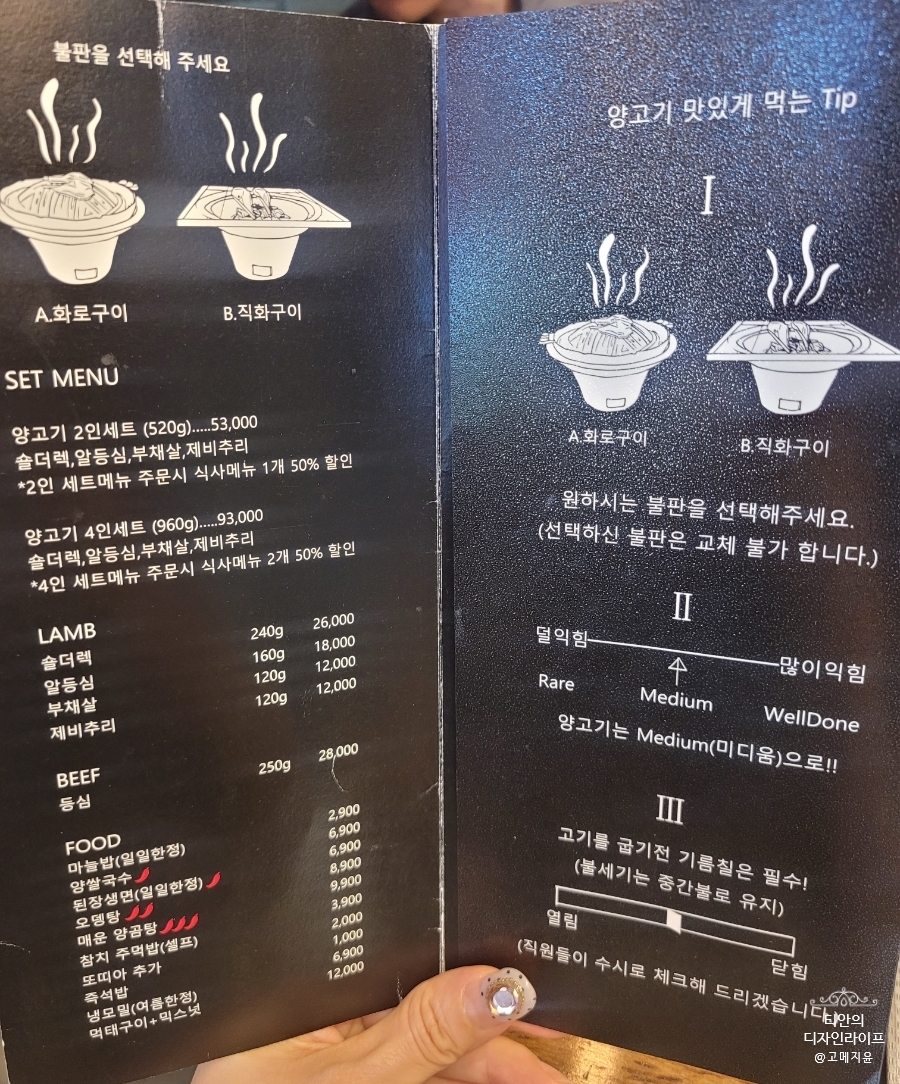 불판을 선택해 주세요
A.화로구이
B.직화구이
SET MENU
양고기 2인세트 (520g).....53,000
숄더렉,알등심,부채살,제비추리
*2인 세트메뉴 주문시 식사메뉴 1개 50% 할인
양고기 4인세트 (960g).....93,000
숄더렉,알등심,부채살,제비추리
*4인 세트메뉴 주문시 식사메뉴 2개 50% 할인
LAMB
숄더렉 240g 26,000
알등심 160g 18,000
부채살 120g 12,000
제비추리 120g 12,000
BEEF
등심 250g 28,000
FOOD
마늘밥(일일한정) 2,900
양쌀국수 6,900
된장생면(일일한정) 6,900
오뎅탕 8,900
매운 양곰탕 9,900
참치 주먹밥(셀프) 3,900
또띠아 추가 2,000
즉석밥 1,000
냉모밀(여름한정) 6,900
먹태구이+믹스넛 12,000
양고기 맛있게 먹는 Tip
I
A.화로구이
B.직화구이
원하시는 불판을 선택해주세요.
(선택하신 불판은 교체 불가 합니다.)
II
덜익힘 많이익힘
Rare Medium WellDone
양고기는 Medium(미디움)으로!!
III
고기를 굽기전 기름칠은 필수!
(불세기는 중간불로 유지)
열림
닫힘
(직원들이 수시로 체크해 드리겠습니다
티안의
디자인라이프
@고메지윤